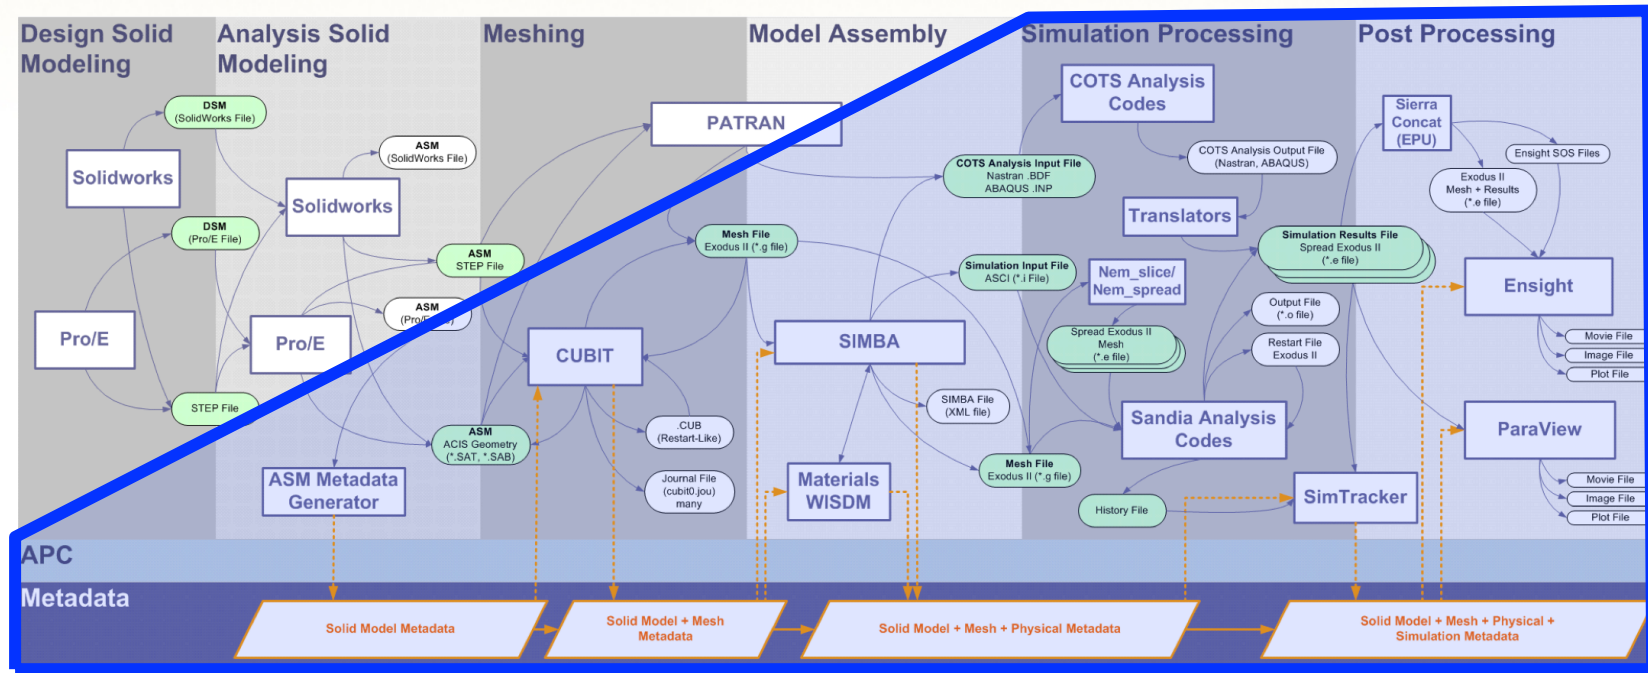 Design Solid
Modeling
Analysis Solid
Modeling
Meshing
Model Assembly
Simulation Processing
Post Processing
DSM
(SolidWorks File)
Solidworks
DSM
(Pro/E File)
Pro/E
STEP File
ASM
(SolidWorks File)
Solidworks
ASM
STEP File
ASM
(Pro/E
Pro/E
ASM
ACIS Geometry
(*.SAT, *.SAB)
ASM Metadata
Generator
PATRAN
Mesh File
Exodus II (*.g file)
CUBIT
.CUB
(Restart-Like)
Journal File
(cubit0.jou)
many
COTS Analysis Input File
Nastran .BDF
ABAQUS .INP
Simulation Input File
ASCI (*.i File)
SIMBA
SIMBA File
(XML file)
Materials
WISDM
Mesh File
Exodus II (*.g file)
COTS Analysis
Codes
COTS Analysis Output File
(Nastran, ABAQUS)
Translators
Simulation Results File
Spread Exodus II
(*.e file)
Nem_slice/
Nem_spread
Output File
(*.o file)
Spread Exodus II
Mesh
(*.e file)
Restart File
Exodus II
Sandia Analysis
Codes
History File
SimTracker
Sierra
Concat
(EPU)
Ensight SOS Files
Exodus II
Mesh + Results
(*.e file)
Ensight
Movie File
Image File
Plot File
ParaView
Movie File
Image File
Plot File
APC
Metadata
Solid Model Metadata
Solid Model + Mesh
Metadata
Solid Model + Mesh + Physical Metadata
Solid Model + Mesh + Physical +
Simulation Metadata